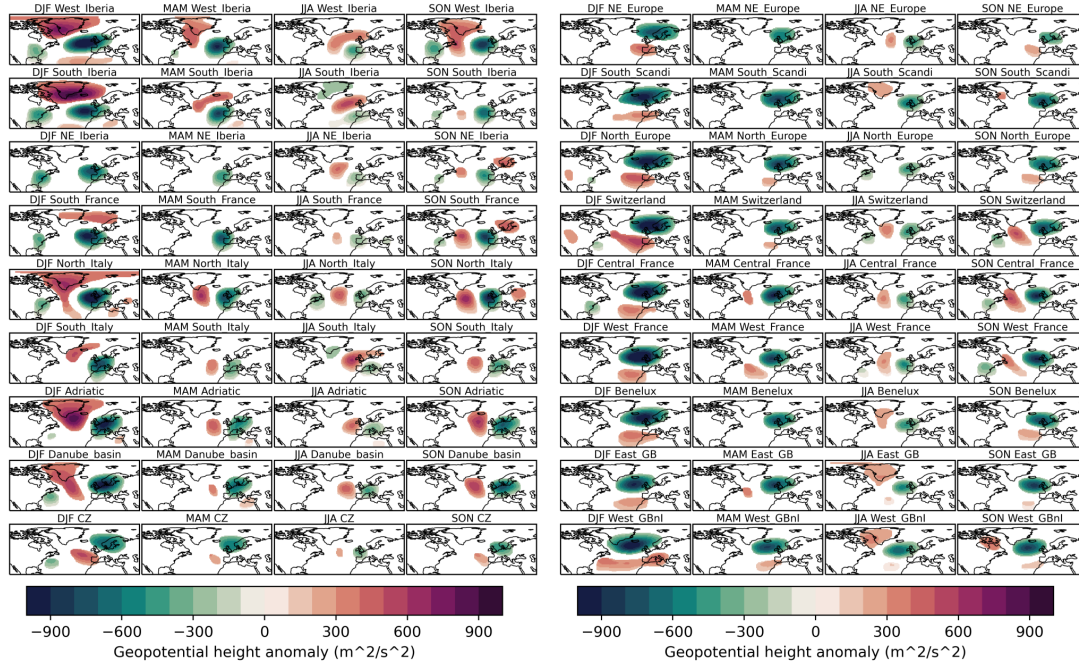 DJF West_Iberia MAM West_Iberia JJA West_Iberia SON West_Iberia
DJF South_Iberia MAM South_Iberia JJA South_Iberia SON South_Iberia
DJF NE_Iberia MAM NE_Iberia JJA NE_Iberia SON NE_Iberia
DJF South_France MAM South_France JJA South_France SON South_France
DJF North_Italy MAM North_Italy JJA North_Italy SON North_Italy
DJF South_Italy MAM South_Italy JJA South_Italy SON South_Italy
DJF Adriatic MAM Adriatic JJA Adriatic SON Adriatic
DJF Danube_basin MAM Danube_basin JJA Danube_basin SON Danube_basin
DJF CZ MAM CZ JJA CZ SON CZ
−900 −600 −300 0 300 600 900
Geopotential height anomaly (m^2/s^2)
DJF NE_Europe MAM NE_Europe JJA NE_Europe SON NE_Europe
DJF South_Scandi MAM South_Scandi JJA South_Scandi SON South_Scandi
DJF North_Europe MAM North_Europe JJA North_Europe SON North_Europe
DJF Switzerland MAM Switzerland JJA Switzerland SON Switzerland
DJF Central_France MAM Central_France JJA Central_France SON Central_France
DJF West_France MAM West_France JJA West_France SON West_France
DJF Benelux MAM Benelux JJA Benelux SON Benelux
DJF East_GB MAM East_GB JJA East_GB SON East_GB
DJF West_GBnI MAM West_GBnI JJA West_GBnI SON West_GBnI
−900 −600 −300 0 300 600 900
Geopotential height anomaly (m^2/s^2)